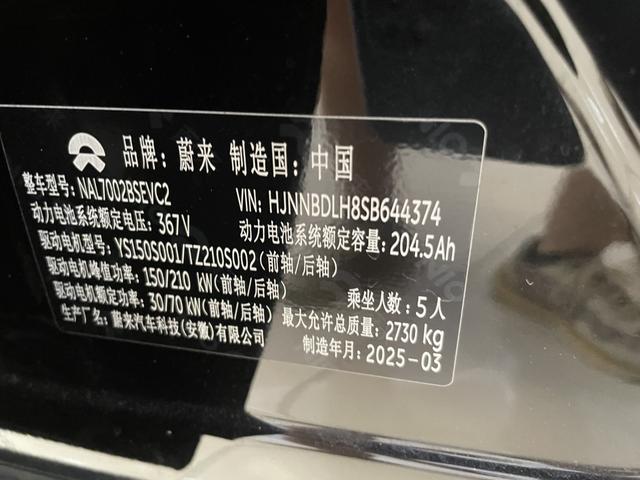 品牌: 蔚来 制造国: 中国
整车型号: NAL7002BSEVC2 VIN: HJNNBDLH8SB644374
动力电池系统额定电压: 367V 动力电池系统额定容量: 204.5Ah
驱动电机型号: YS150S001/TZ210S002(前轴/后轴)
驱动电机峰值功率: 150/210 kW(前轴/后轴) 乘坐人数: 5人
驱动电机额定功率: 30/70 kW(前轴/后轴) 最大允许总质量: 2730 kg
生产厂名: 蔚来汽车科技(安徽)有限公司 制造年月: 2025-03